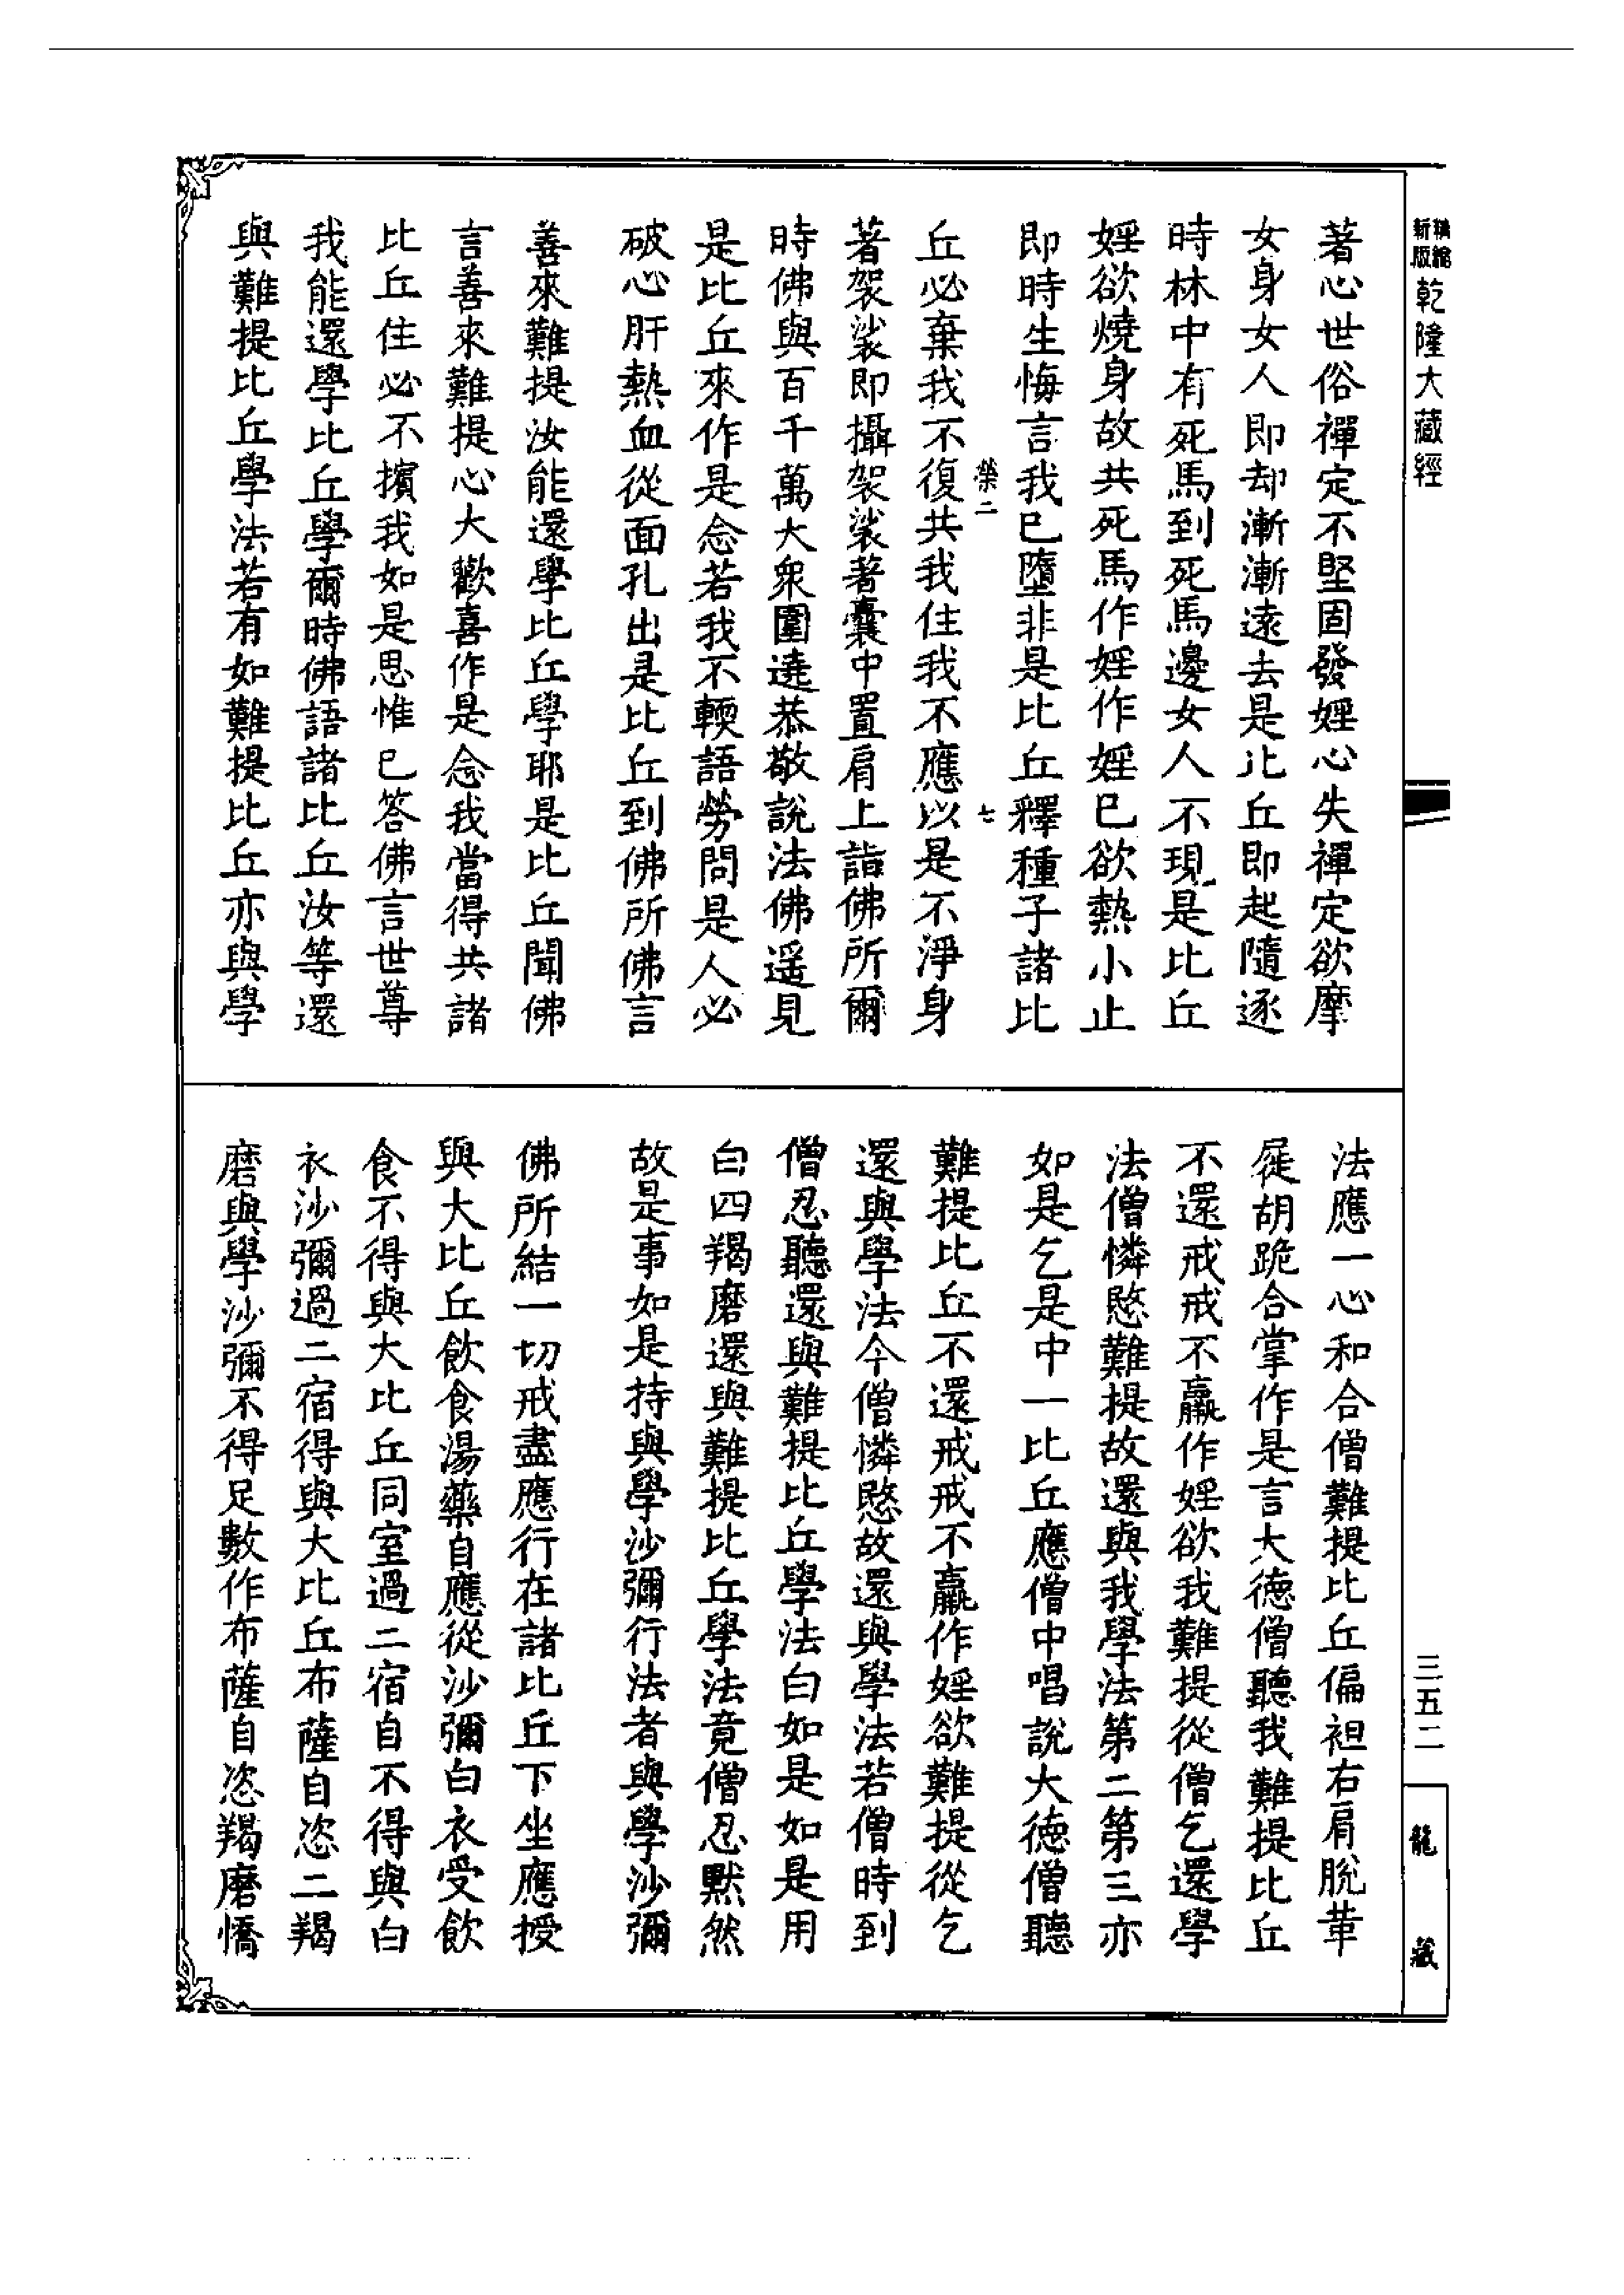 精縮新版乾隆大藏經
三五二
龍藏
著心世俗禪定不堅固發婬心失禪定欲摩
女身女人即却漸漸遠去是比丘即起隨逐
時林中有死馬到死馬邊女人不現是比丘
婬欲燒身故共死馬作婬作婬已欲熱小止
即時生悔言我已墮非是比丘釋種子諸比
榮二 七
丘必棄我不復共我住我不應以是不淨身
著袈裟即攝袈裟著囊中置肩上詣佛所爾
時佛與百千萬大衆圍遶恭敬說法佛遥見
是比丘來作是念若我不輭語勞問是人必
破心肝熱血從面孔出是比丘到佛所佛言
善來難提汝能還學比丘學耶是比丘聞佛
言善來難提心大歡喜作是念我當得共諸
比丘住必不擯我如是思惟已答佛言世尊
我能還學比丘學爾時佛語諸比丘汝等還
與難提比丘學法若有如難提比丘亦與學
法應一心和合僧難提比丘偏袒右肩脫革
屣胡跪合掌作是言大德僧聽我難提比丘
不還戒戒不羸作婬欲我難提從僧乞還學
法僧憐愍難提故還與我學法第二第三亦
如是乞是中一比丘應僧中唱說大德僧聽
難提比丘不還戒戒不羸作婬欲難提從乞
還與學法今僧憐愍故還與學法若僧時到
僧忍聽還與難提比丘學法白如是如是用
白四羯磨還與難提比丘學法竟僧忍默然
故是事如是持與學沙彌行法者與學沙彌
佛所結一切戒盡應行在諸比丘下坐應授
與大比丘飲食湯藥自應從沙彌白衣受飲
食不得與大比丘同室過二宿自不得與白
衣沙彌過二宿得與大比丘布薩自恣二羯
磨與學沙彌不得足數作布薩自恣羯磨憍